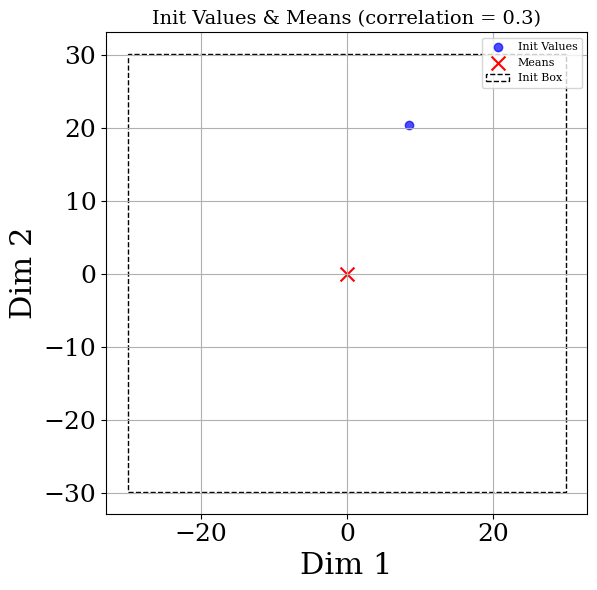 Init Values & Means (correlation = 0.3)
Init Values
Means
Init Box
30
20
10
0
−10
−20
−30
Dim 2
−20
0
20
Dim 1